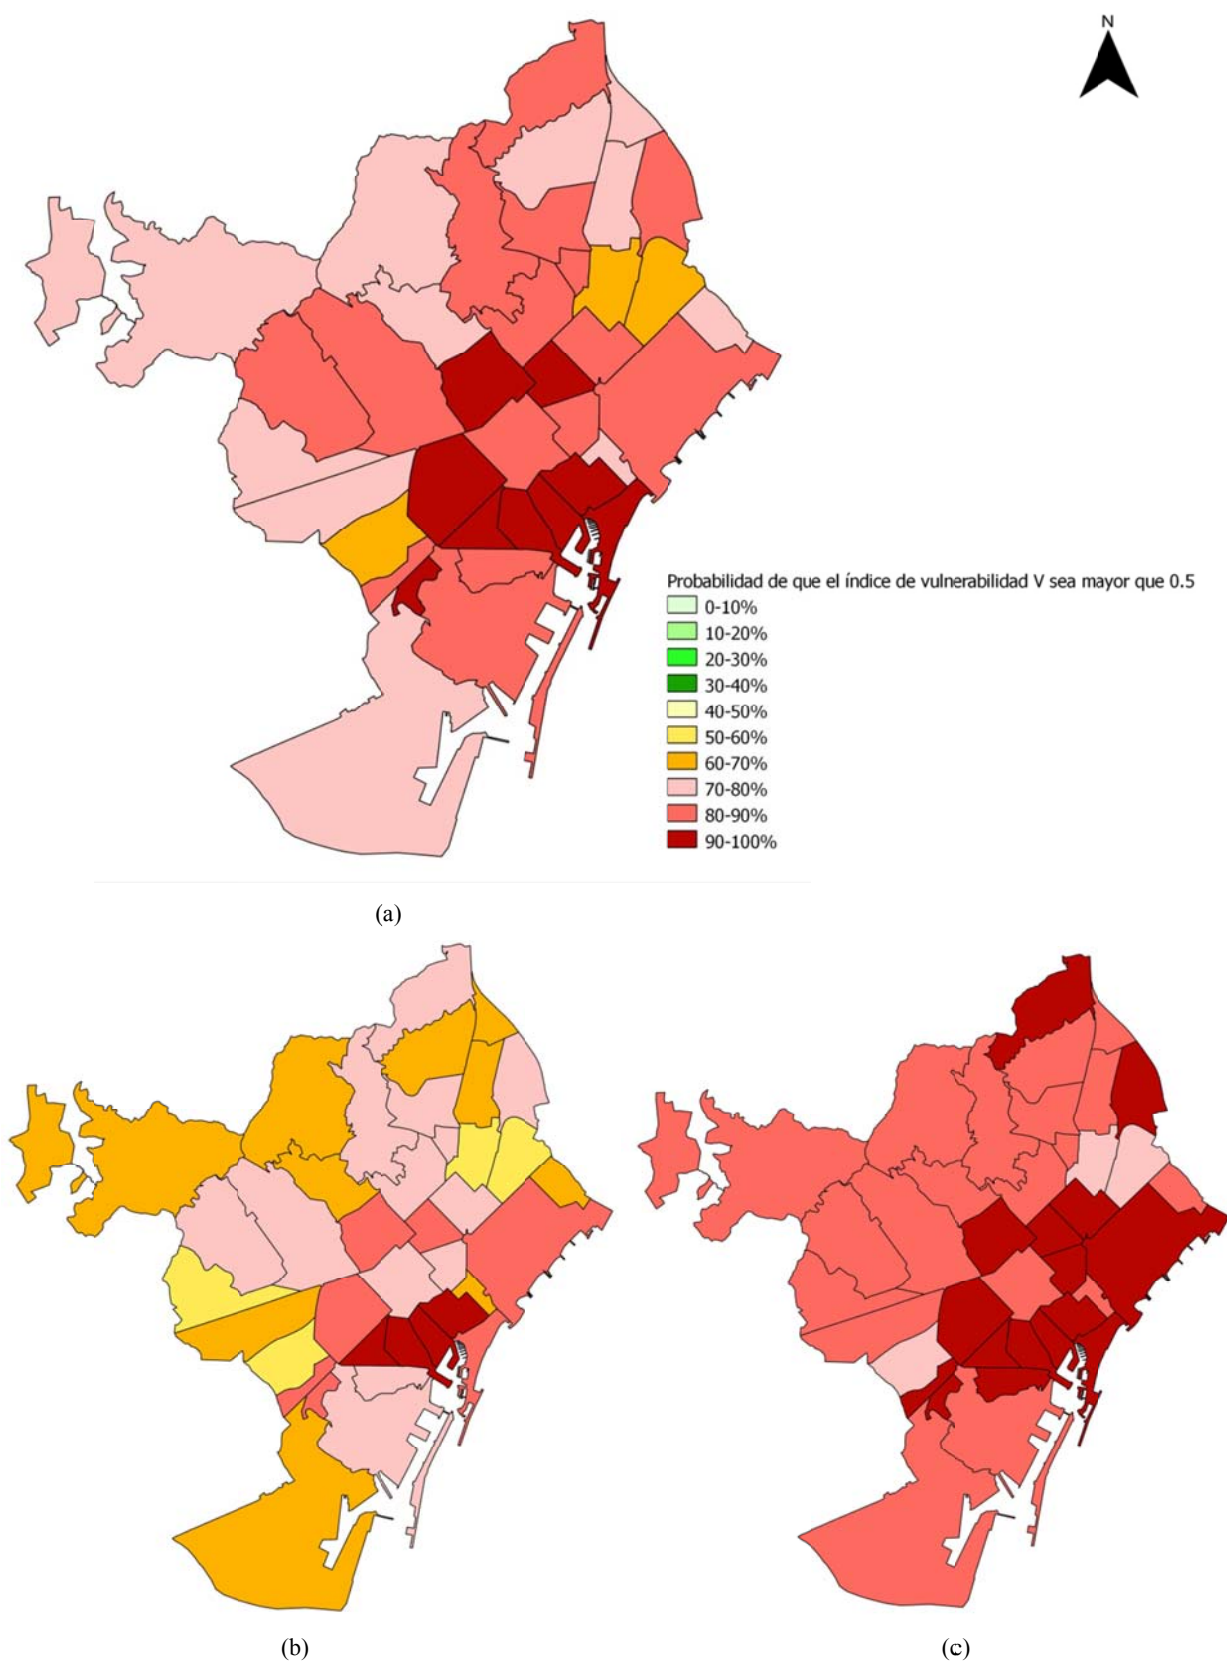 N
Probabilidad de que el índice de vulnerabilidad V sea mayor que 0.5
0-10%
10-20%
20-30%
30-40%
40-50%
50-60%
60-70%
70-80%
80-90%
90-100%
(a)
(b)
(c)